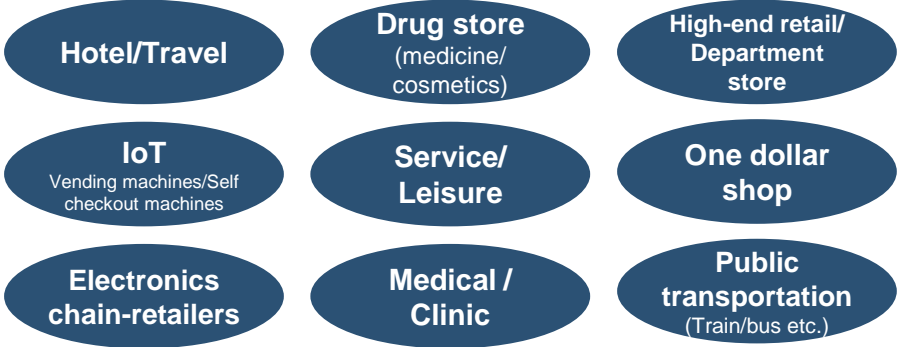 Hotel/Travel
Drug store
(medicine/
cosmetics)
High-end retail/
Department
store
IoT
Vending machines/Self
checkout machines
Service/
Leisure
One dollar
shop
Electronics
chain-retailers
Medical /
Clinic
Public
transportation
(Train/bus etc.)